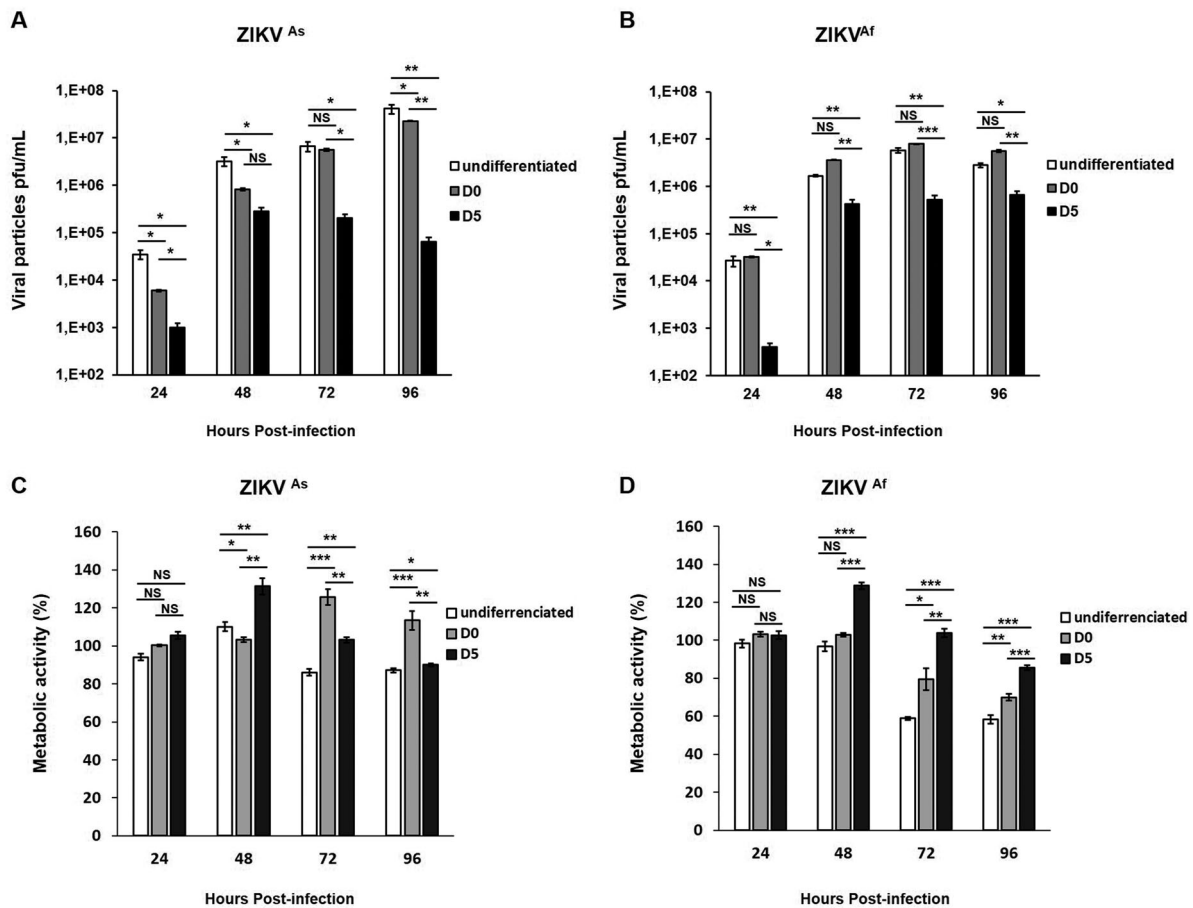 A
ZIKV As
Viral particles pfu/mL
1,E+08
1,E+07
1,E+06
1,E+05
1,E+04
1,E+03
1,E+02
*
*
*
*
*
NS
*
NS
*
**
*
**
24
48
72
96
Hours Post-infection
undifferentiated
D0
D5
B
ZIKVAf
Viral particles pfu/mL
1,E+08
1,E+07
1,E+06
1,E+05
1,E+04
1,E+03
1,E+02
**
NS
*
**
NS
**
**
NS
***
*
NS
**
24
48
72
96
Hours Post-infection
undifferentiated
D0
D5
C
ZIKV As
Metabolic activity (%)
160
140
120
100
80
60
40
20
0
NS
NS
NS
**
*
**
**
***
**
*
***
**
24
48
72
96
Hours Post-infection
undiferrenciated
D0
D5
D
ZIKV Af
Metabolic activity (%)
160
140
120
100
80
60
40
20
0
NS
NS
NS
***
NS
***
***
*
**
***
**
***
24
48
72
96
Hours Post-infection
undiferrenciated
D0
D5